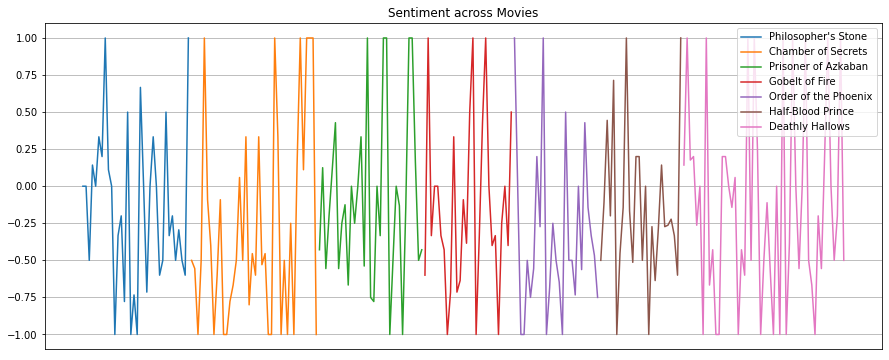 Sentiment across Movies
1.00
0.75
0.50
0.25
0.00
−0.25
−0.50
−0.75
−1.00
Philosopher's Stone
Chamber of Secrets
Prisoner of Azkaban
Gobelt of Fire
Order of the Phoenix
Half-Blood Prince
Deathly Hallows